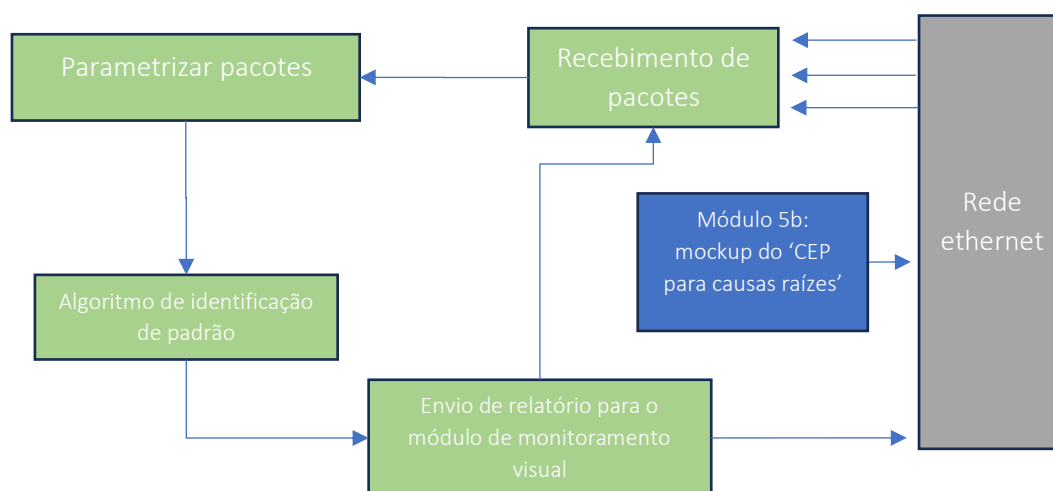 Parametrizar pacotes
Recebimento de
pacotes
Rede
ethernet
Módulo 5b:
mockup do ‘CEP
para causas raízes’
Algoritmo de identificação
de padrão
Envio de relatório para o
módulo de monitoramento
visual